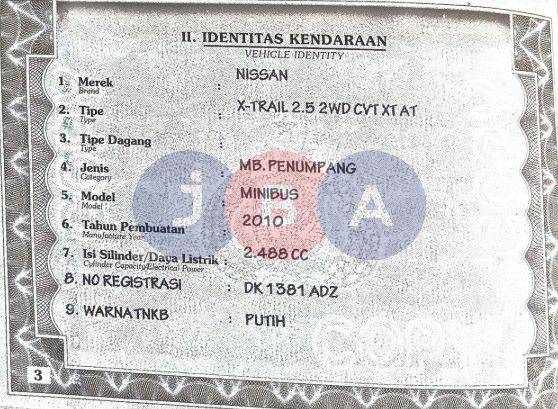 II. IDENTITAS KENDARAAN
VEHICLE IDENTITY
1. Merek : NISSAN
Brand
2. Tipe : X-TRAIL 2.5 2WD CVT XT AT
Type
3. Tipe Dagang :
Type
4. Jenis : MB. PENUMPANG
Category
5. Model : MINIBUS
Model
6. Tahun Pembuatan : 2010
Manufacture Year
7. Isi Silinder/Daya Listrik : 2.488 CC
Cylinder Capacity/Electrical Power
8. NO REGISTRASI : DK 1381 ADZ
9. WARNA TNKB : PUTIH
JBA
3